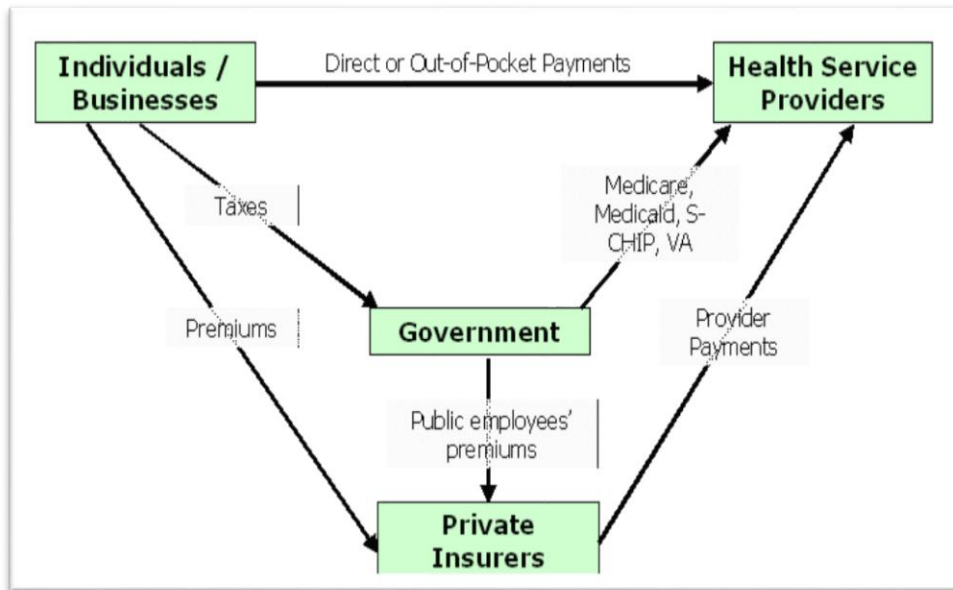 Individuals /
Businesses
Direct or Out-of-Pocket Payments
Health Service
Providers
Taxes
Medicare,
Medicaid, S-
CHIP, VA
Premiums
Government
Provider
Payments
Public employees'
premiums
Private
Insurers